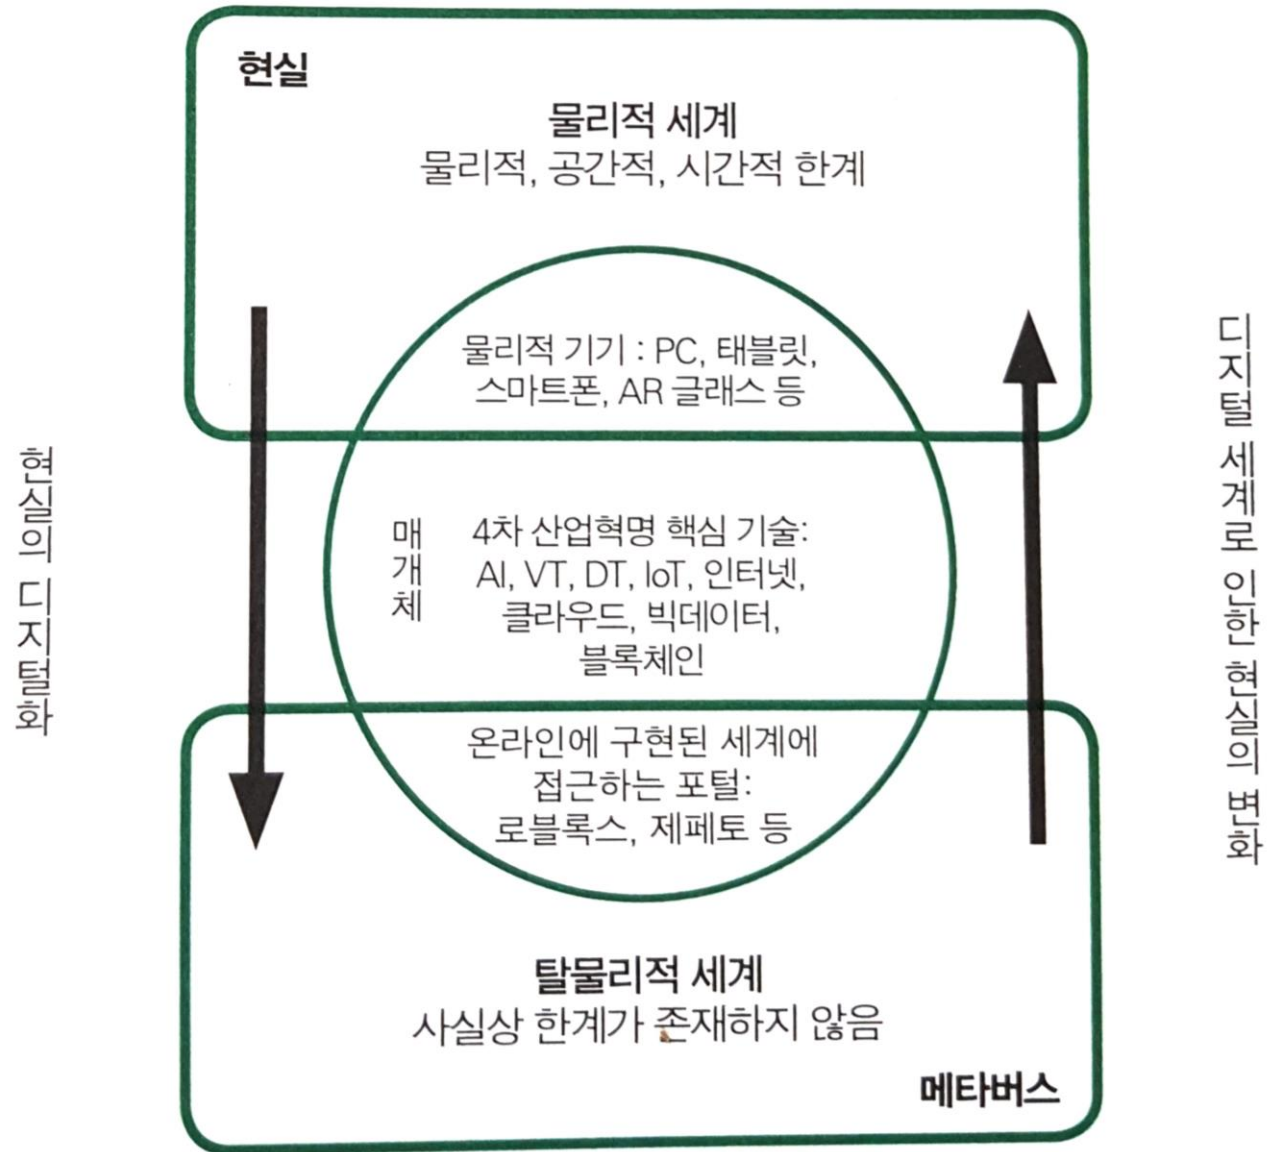 현실
물리적 세계
물리적, 공간적, 시간적 한계
물리적 기기 : PC, 태블릿,
스마트폰, AR 글래스 등
현실의 디지털화
매개체
4차 산업혁명 핵심 기술:
AI, VT, DT, IoT, 인터넷,
클라우드, 빅데이터,
블록체인
디지털 세계로 인한 현실의 변화
온라인에 구현된 세계에
접근하는 포털:
로블록스, 제페토 등
탈물리적 세계
사실상 한계가 존재하지 않음
메타버스